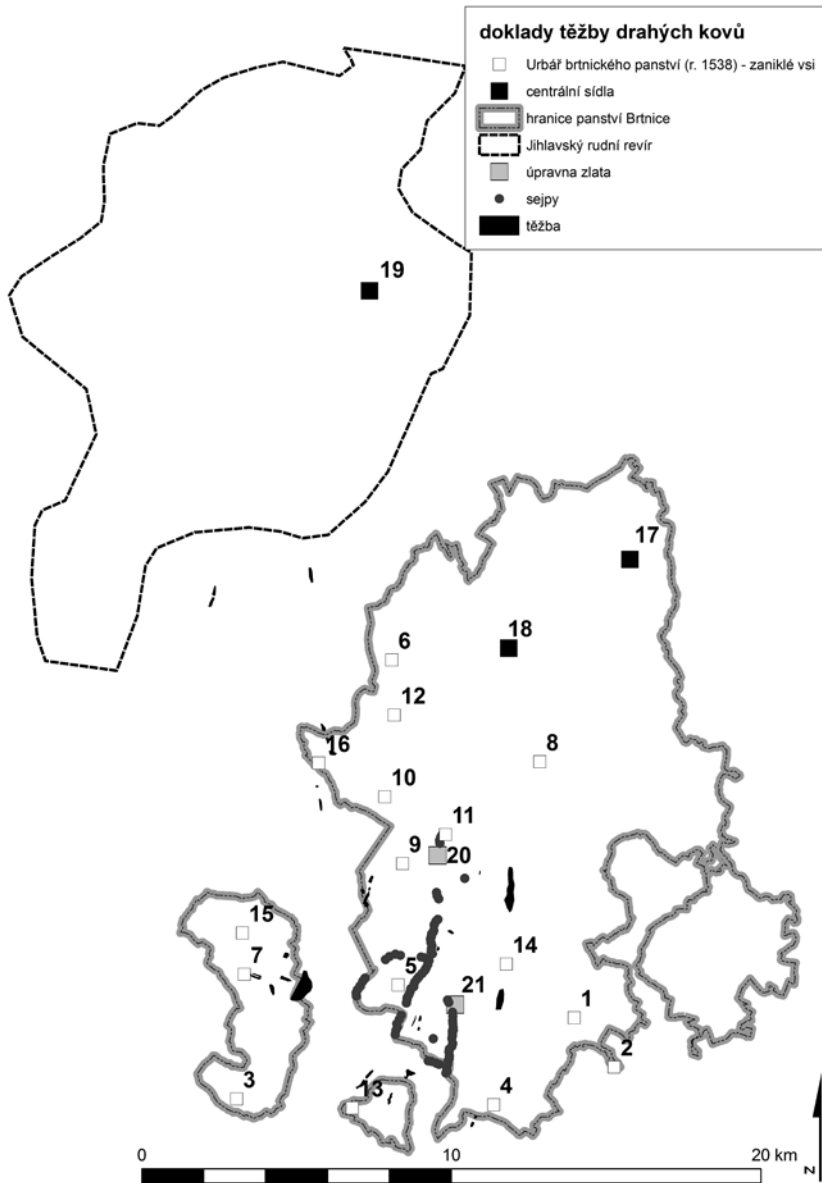 doklady těžby drahých kovů
Urbář brtnického panství (r. 1538) - zaniklé vsi
centrální sídla
hranice panství Brtnice
Jihlavský rudní revír
úpravna zlata
sejpy
těžba
19
17
18
6
12
16
8
10
11
20
9
15
14
7
5
21
1
2
3
13
4
0
10
20 km
N